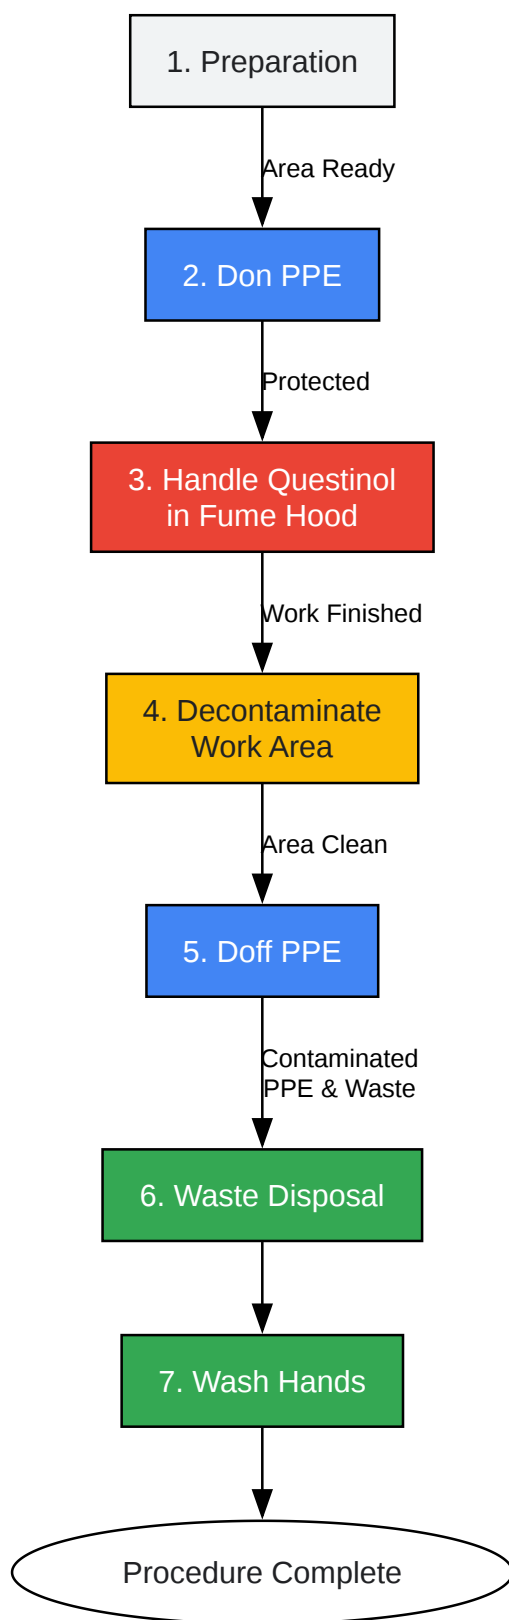 1. Preparation
Area Ready
2. Don PPE
Protected
3. Handle Questinol
in Fume Hood
Work Finished
4. Decontaminate
Work Area
Area Clean
5. Doff PPE
Contaminated
PPE & Waste
6. Waste Disposal
7. Wash Hands
Procedure Complete